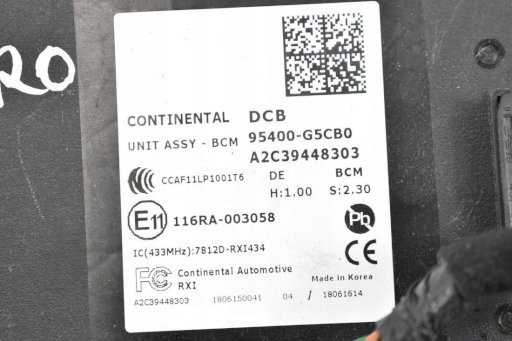 RO
CONTINENTAL DCB
UNIT ASSY - BCM 95400-G5CB0
A2C39448303
CCAF11LP1001T6 DE BCM
H:1.00 S:2.30
E11 116RA-003058
Pb
IC(433MHz):7812D-RXI434
CE
FC Continental Automotive
RXI
Made in Korea
A2C39448303 1806150041 04 / 18061614